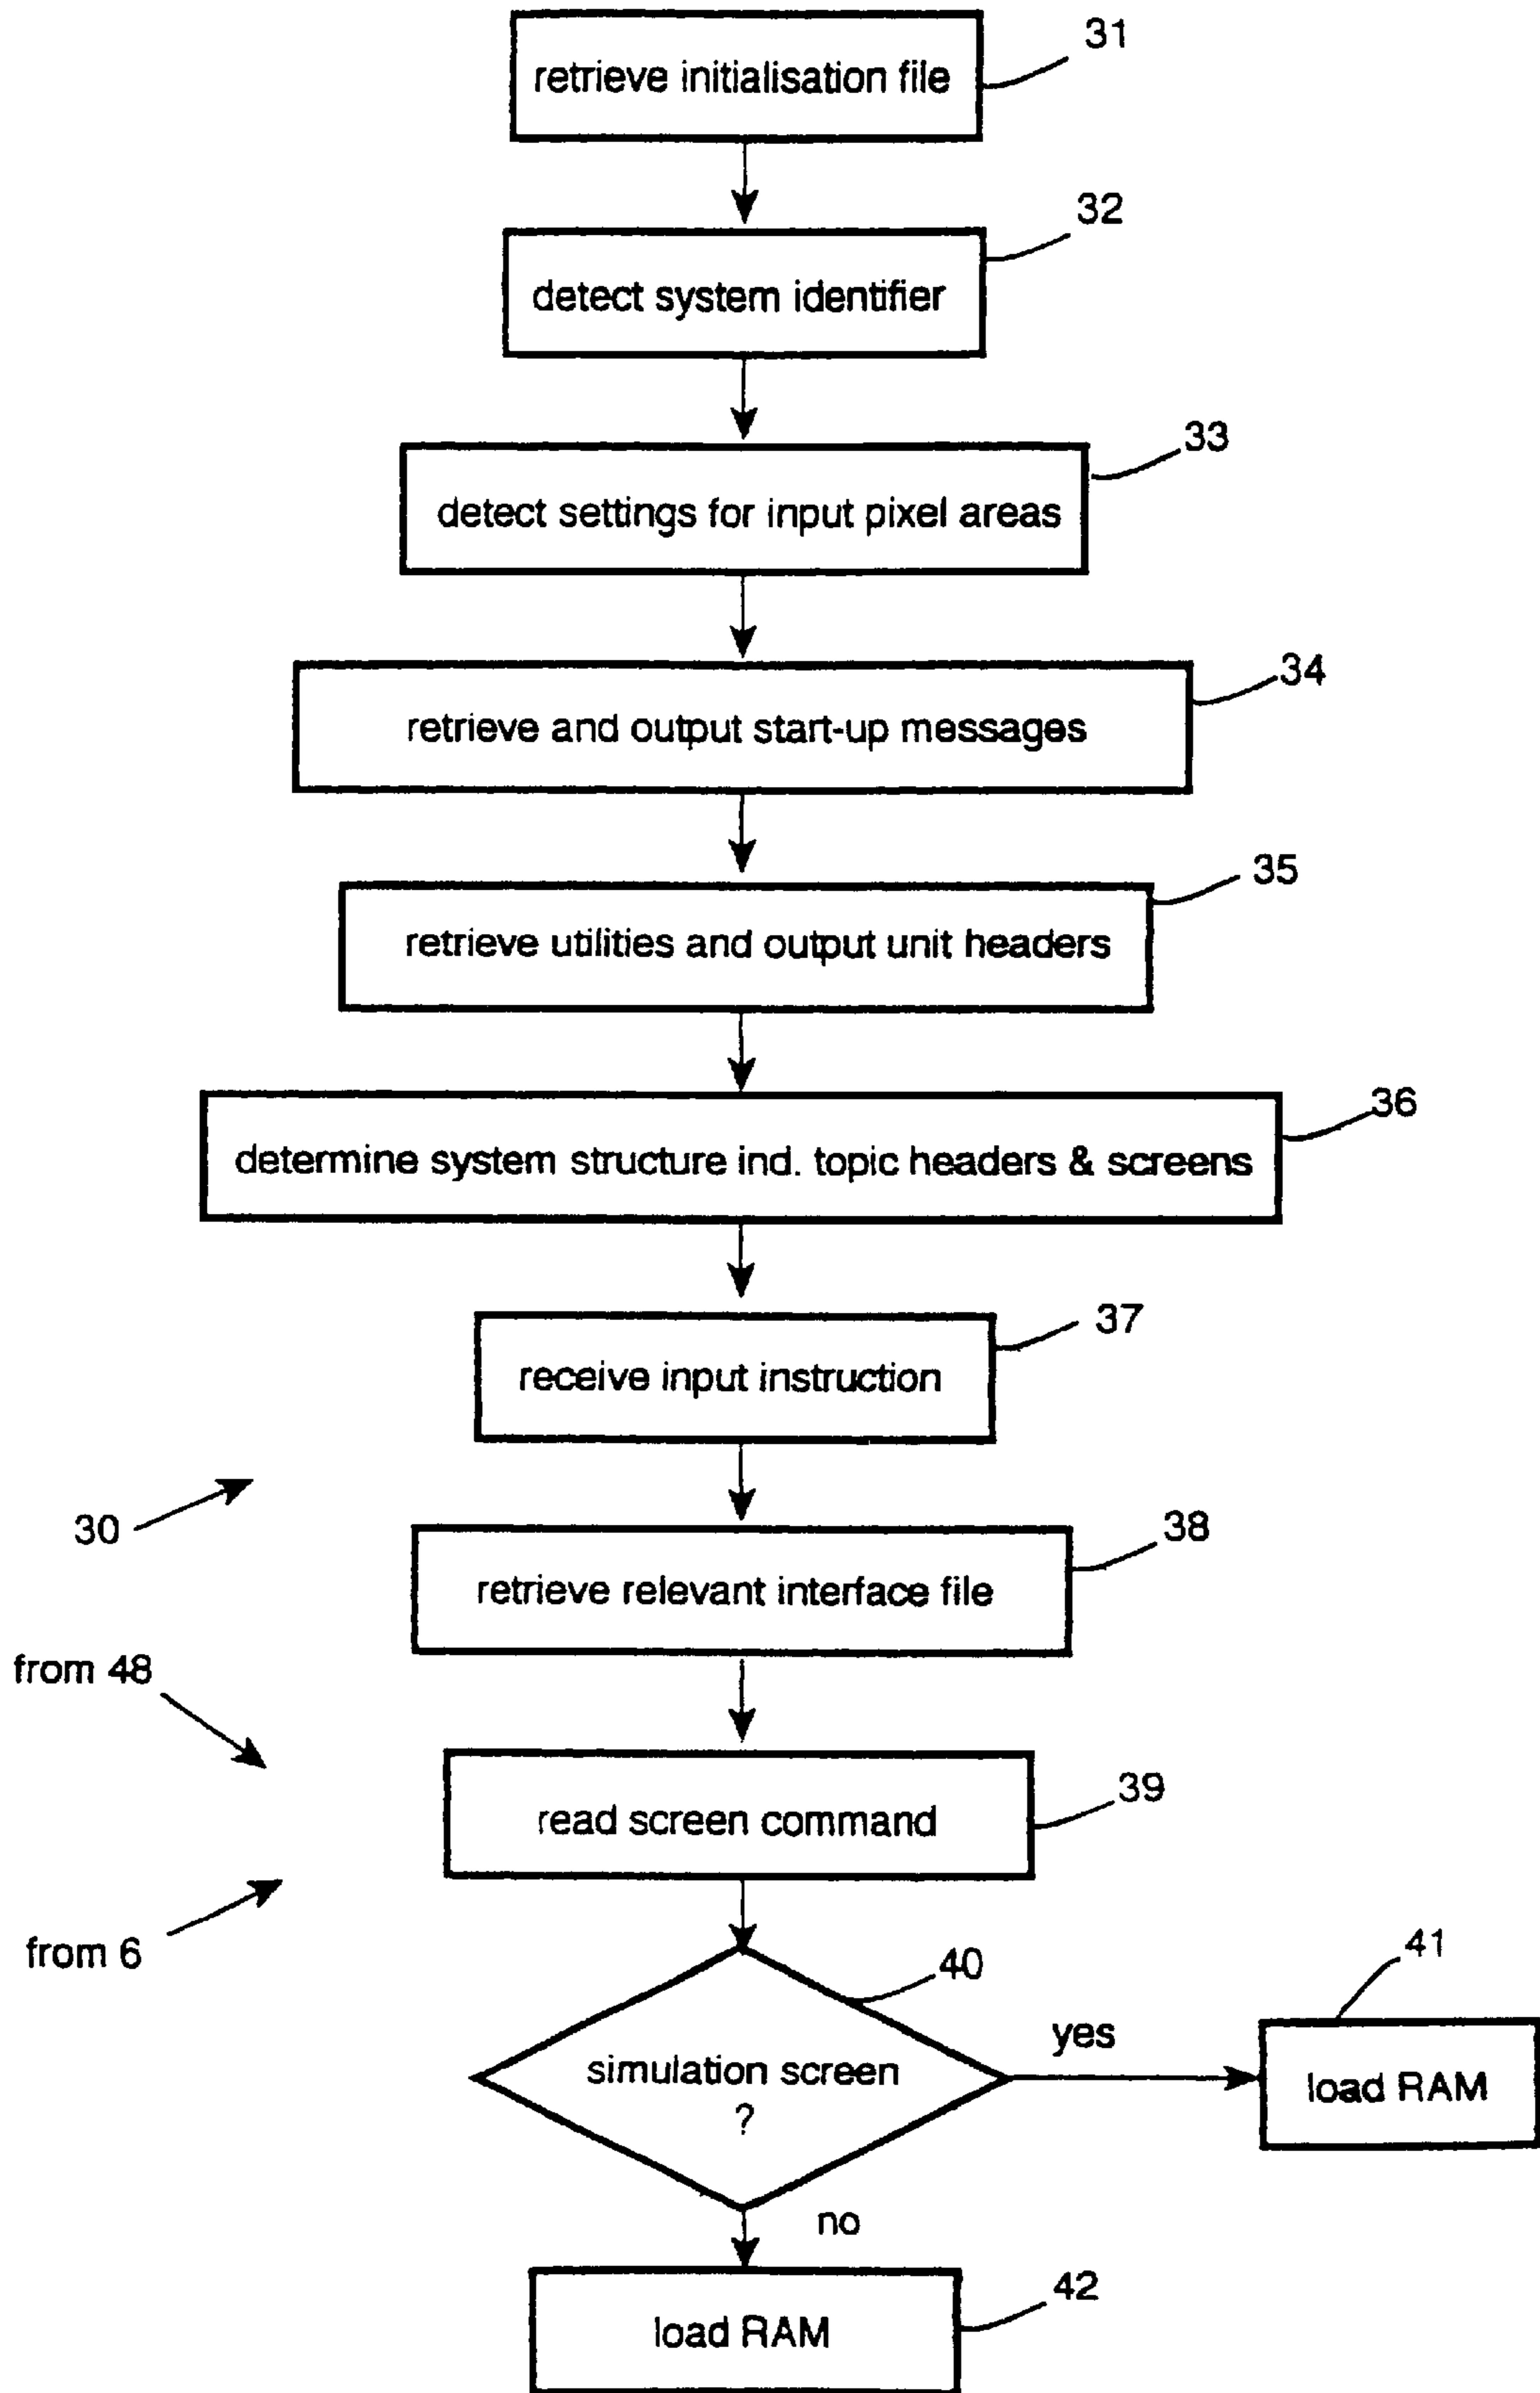 31
retrieve initialisation file
32
detect system identifier
33
detect settings for input pixel areas
34
retrieve and output start-up messages
35
retrieve utilities and output unit headers
36
determine system structure ind. topic headers & screens
37
receive input instruction
30
38
retrieve relevant interface file
from 48
39
read screen command
from 6
40
41
simulation screen
?
yes
load RAM
no
42
load RAM